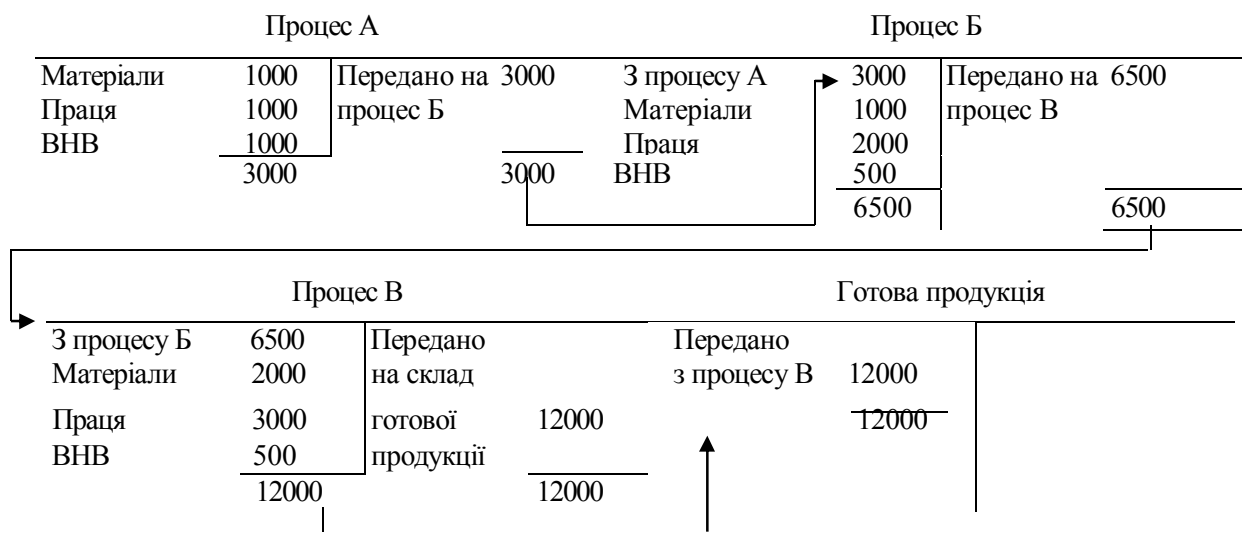 Процес А Процес Б
Матеріали 1000 Передано на 3000 З процесу А 3000 Передано на 6500
Праця 1000 процес Б Матеріали 1000 процес В
ВНВ 1000 Праця 2000
3000 3000 ВНВ 500
6500 6500
Процес В Готова продукція
З процесу Б 6500 Передано Передано
Матеріали 2000 на склад з процесу В 12000
Праця 3000 готової 12000 12000
ВНВ 500 продукції
12000 12000